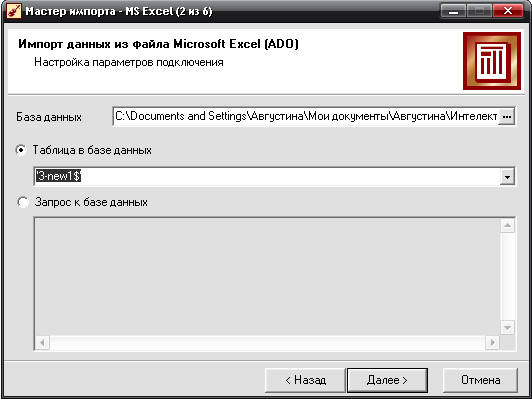 Мастер импорта - MS Excel (2 из 6)
Импорт данных из файла Microsoft Excel (ADO)
Настройка параметров подключения
База данных C:\Documents and Settings\Августина\Мои документы\Августина\Интелект ...
Таблица в базе данных
'3-new1$'
Запрос к базе данных
< Назад Далее > Отмена